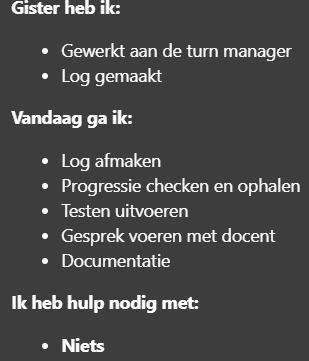 Gister heb ik:
• Gewerkt aan de turn manager
• Log gemaakt
Vandaag ga ik:
• Log afmaken
• Progressie checken en ophalen
• Testen uitvoeren
• Gesprek voeren met docent
• Documentatie
Ik heb hulp nodig met:
• Niets